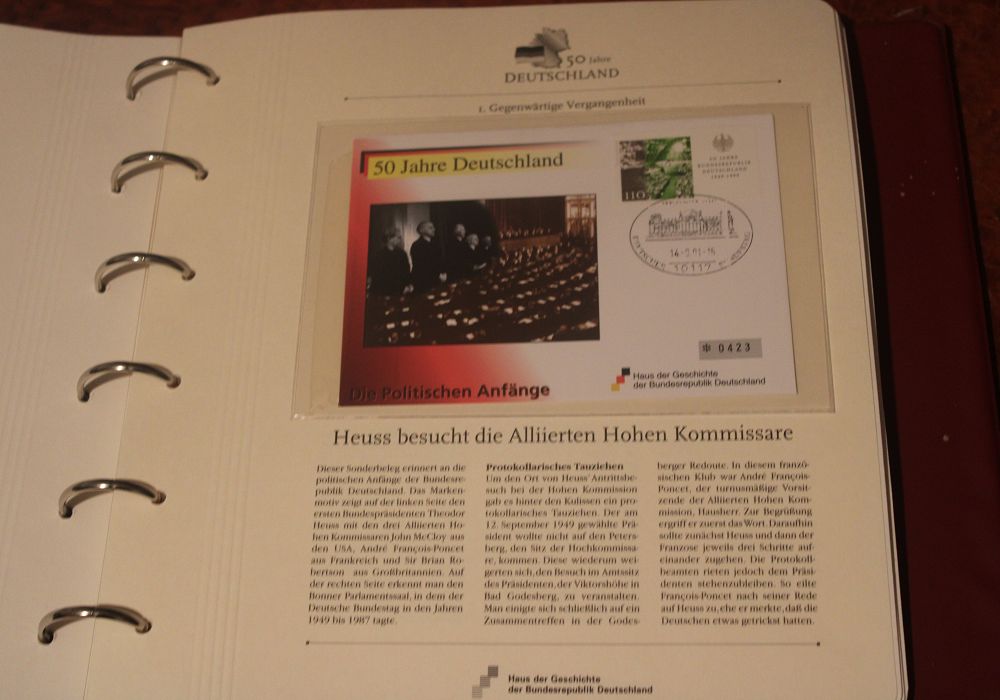 50 Jahre
DEUTSCHLAND
1. Gegenwärtige Vergangenheit
50 Jahre Deutschland
110
50 JAHRE
BUNDESREPUBLIK
DEUTSCHLAND
1949-1999
10117
0423
Haus der Geschichte
der Bundesrepublik Deutschland
Die Politischen Anfänge
Heuss besucht die Alliierten Hohen Kommissare
Dieser Sonderbeleg erinnert an die
politischen Anfänge der Bundesre-
publik Deutschland. Das Marken-
motiv zeigt auf der linken Seite den
ersten Bundespräsidenten Theodor
Heuss mit den drei Alliierten Ho-
hen Kommissaren John McCloy aus
den USA, André François-Poncet
aus Frankreich und Sir Brian Ro-
bertson aus Großbritannien. Auf
der rechten Seite erkennt man den
Bonner Parlamentssaal, in dem der
Deutsche Bundestag in den Jahren
1949 bis 1987 tagte.
Protokollarisches Tauziehen
Um den Ort von Heuss' Antrittsbe-
such bei der Hohen Kommission
gab es hinter den Kulissen ein pro-
tokollarisches Tauziehen. Der am
12. September 1949 gewählte Prä-
sident wollte nicht auf den Peters-
berg, den Sitz der Hochkommissa-
re, kommen. Diese wiederum wei-
gerten sich, den Besuch im Amtssitz
des Präsidenten, der Viktorshöhe in
Bad Godesberg, zu veranstalten.
Man einigte sich schließlich auf ein
Zusammentreffen in der Godes-
berger Redoute. In diesem franzö-
sischen Klub war André François-
Poncet, der turnusmäßige Vorsit-
zende der Alliierten Hohen Kom-
mission, Hausherr. Zur Begrüßung
ergriff er zuerst das Wort. Daraufhin
sollte zunächst Heuss und dann der
Franzose jeweils drei Schritte auf-
einander zugehen. Die Protokoll-
beamten rieten jedoch dem Präsi-
denten stehenzubleiben. So eilte
François-Poncet nach seiner Rede
auf Heuss zu, ehe er merkte, daß die
Deutschen etwas getrickst hatten.
Haus der Geschichte
der Bundesrepublik Deutschland